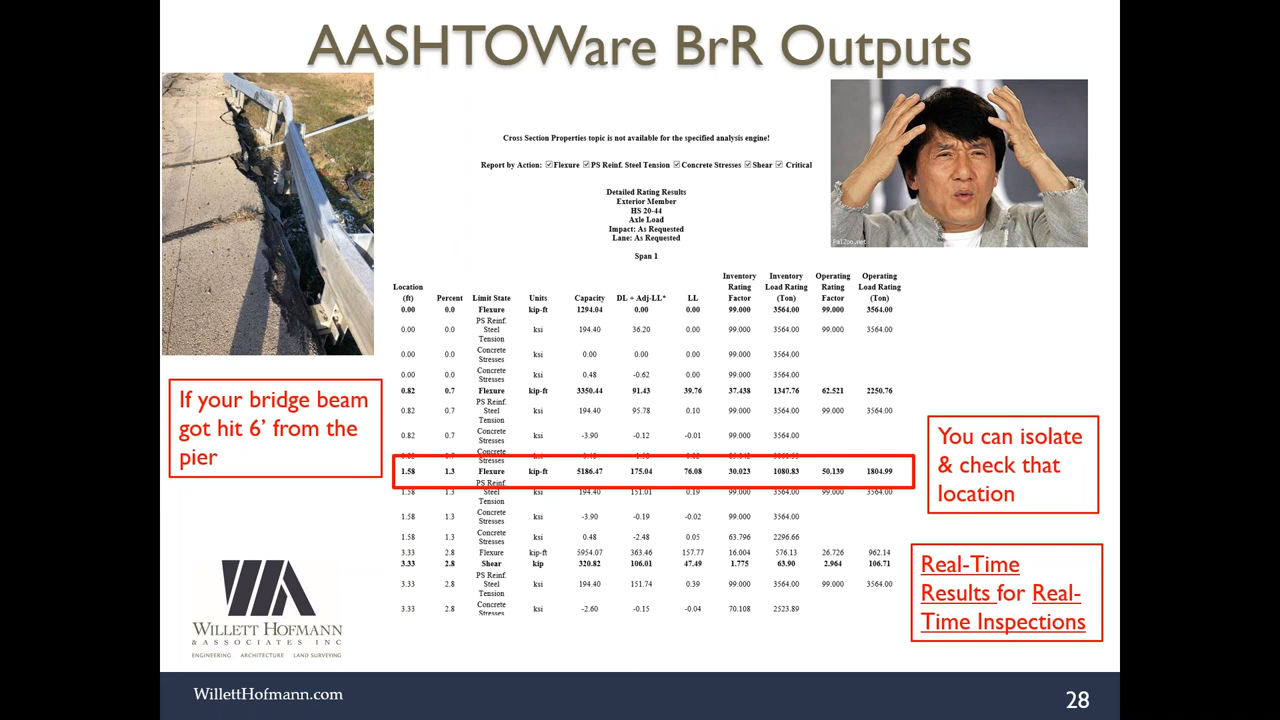 AASHTOWare BrR Outputs
Cross Section Properties topic is not available for the specified analysis engine!
Report by Action: ☑Flexure ☑PS Reinf. Steel Tension ☑Concrete Stresses ☑Shear ☑ Critical
Detailed Rating Results
Exterior Member
HS 20-44
Axle Load
Impact: As Requested
Lane: As Requested
Span 1
Location (ft) Percent Limit State Units Capacity DL + Adj-LL* LL Inventory Rating Factor Inventory Load Rating (Ton) Operating Rating Factor Operating Load Rating (Ton)
0.00 0.0 Flexure kip-ft 1294.04 0.00 0.00 99.000 3564.00 99.000 3564.00
0.00 0.0 PS Reinf. Steel Tension ksi 194.40 36.20 0.00 99.000 3564.00 99.000 3564.00
0.00 0.0 Concrete Stresses ksi 0.00 0.00 0.00 99.000 3564.00
0.00 0.0 Concrete Stresses ksi 0.48 -0.62 0.00 99.000 3564.00
0.82 0.7 Flexure kip-ft 3350.44 91.43 39.76 37.438 1347.76 62.521 2250.76
0.82 0.7 PS Reinf. Steel Tension ksi 194.40 95.78 0.10 99.000 3564.00 99.000 3564.00
0.82 0.7 Concrete Stresses ksi -3.90 -0.12 -0.01 99.000 3564.00
Concrete Stresses
1.58 1.3 Flexure kip-ft 5186.47 175.04 76.08 30.023 1080.83 50.139 1804.99
1.58 1.3 PS Reinf. Steel Tension ksi 194.40 151.01 0.19 99.000 3564.00 99.000 3564.00
1.58 1.3 Concrete Stresses ksi -3.90 -0.19 -0.02 99.000 3564.00
1.58 1.3 Concrete Stresses ksi 0.48 -2.48 0.05 63.796 2296.66
3.33 2.8 Flexure kip-ft 5954.07 363.46 157.77 16.004 576.13 26.726 962.14
3.33 2.8 Shear kip 320.82 106.01 47.49 1.775 63.90 2.964 106.71
3.33 2.8 PS Reinf. Steel Tension ksi 194.40 151.74 0.39 99.000 3564.00 99.000 3564.00
3.33 2.8 Concrete Stresses ksi -2.60 -0.15 -0.04 70.108 2523.89
If your bridge beam
got hit 6' from the
pier
You can isolate
& check that
location
Real-Time
Results for Real-
Time Inspections
WILLETT HOFMANN
& ASSOCIATES INC
ENGINEERING ARCHITECTURE LAND SURVEYING
WillettHofmann.com
28